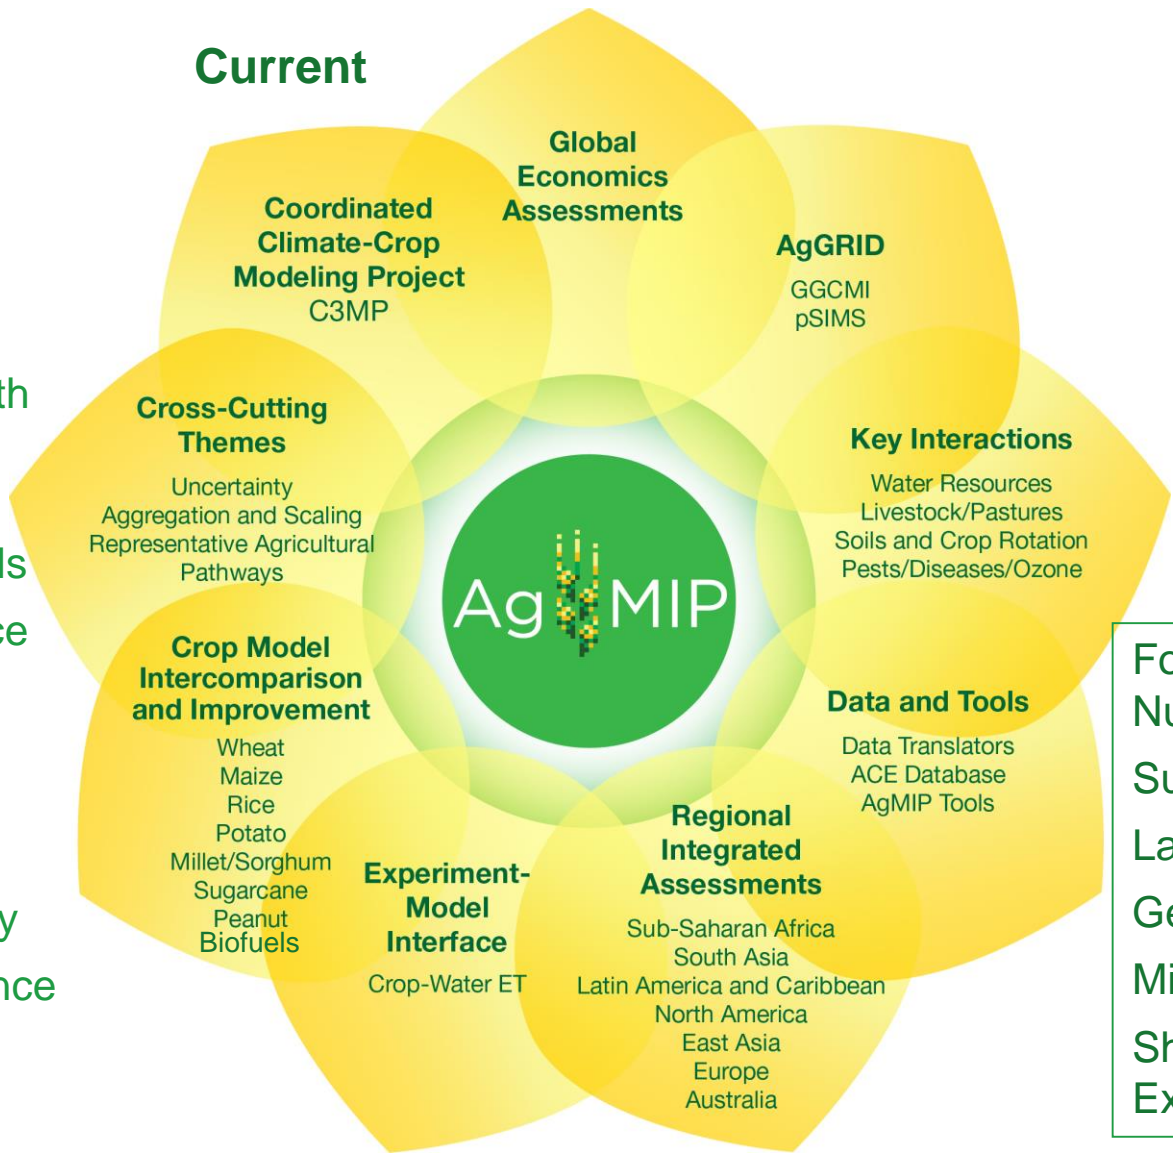 Current
Global
Economics
Assessments
Coordinated
Climate-Crop
Modeling Project
C3MP
AgGRID
GGCMI
pSIMS
Cross-Cutting
Themes
Uncertainty
Aggregation and Scaling
Representative Agricultural
Pathways
Key Interactions
Water Resources
Livestock/Pastures
Soils and Crop Rotation
Pests/Diseases/Ozone
AgMIP
Crop Model
Intercomparison
and Improvement
Wheat
Maize
Rice
Potato
Millet/Sorghum
Sugarcane
Peanut
Biofuels
Data and Tools
Data Translators
ACE Database
AgMIP Tools
Experiment-
Model
Interface
Crop-Water ET
Regional
Integrated
Assessments
Sub-Saharan Africa
South Asia
Latin America and Caribbean
North America
East Asia
Europe
Australia